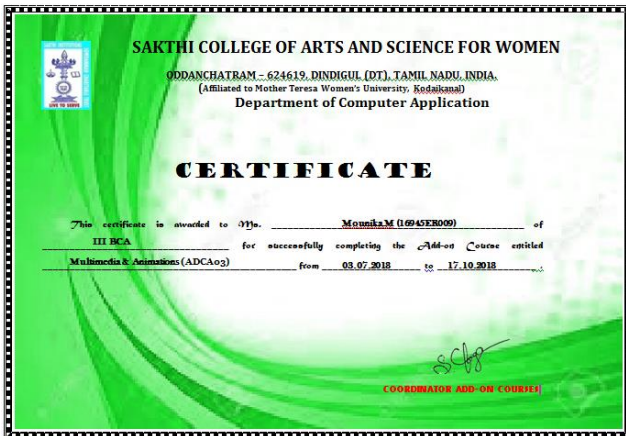 SAKTHI COLLEGE OF ARTS AND SCIENCE FOR WOMEN
ODDANCHATRAM – 624619. DINDIGUL (DT), TAMIL NADU. INDIA.
(Affiliated to Mother Teresa Women's University, Kodaikanal)
Department of Computer Application
LIVE TO SERVE
CERTIFICATE
This certificate is awarded to Ms. Mounika M (16945ER009) of
III BCA for successfully completing the Add-on Course entitled
Multimedia & Animations (ADCA03) from 03.07.2018 to 17.10.2018.
COORDINATOR ADD-ON COURSES